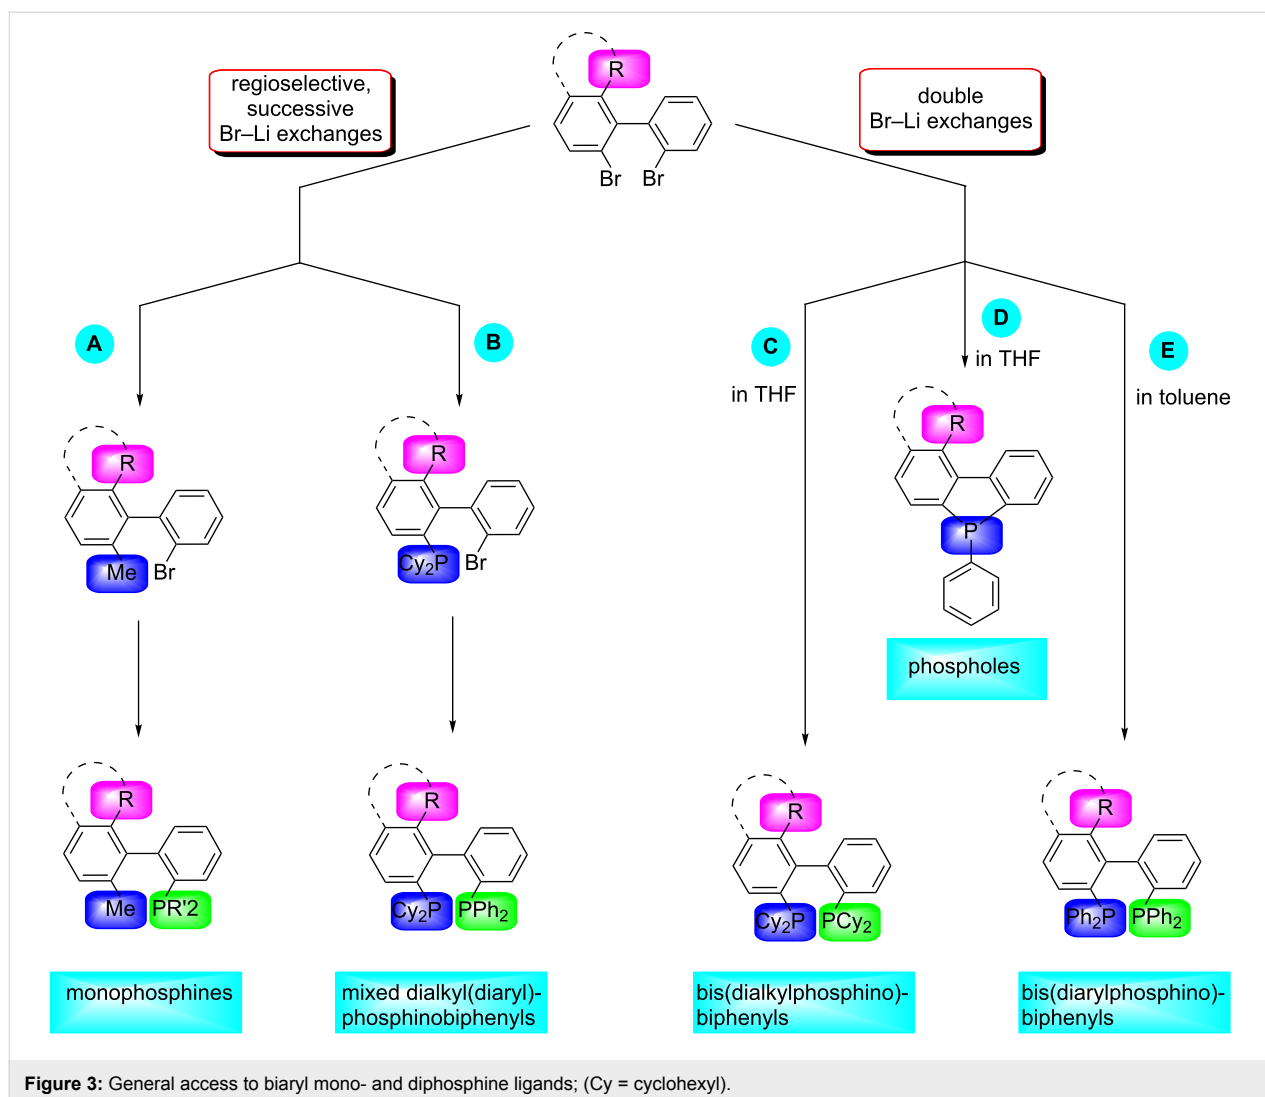 R
Br
Br
regioselective,
successive
Br–Li exchanges
double
Br–Li exchanges
A
B
C
in THF
D
in THF
E
in toluene
R
Me
Br
R
Cy2P
Br
R
P
phospholes
R
Me
PR'2
monophosphines
R
Cy2P
PPh2
mixed dialkyl(diaryl)-
phosphinobiphenyls
R
Cy2P
PCy2
bis(dialkylphosphino)-
biphenyls
R
Ph2P
PPh2
bis(diarylphosphino)-
biphenyls
Figure 3: General access to biaryl mono- and diphosphine ligands; (Cy = cyclohexyl).